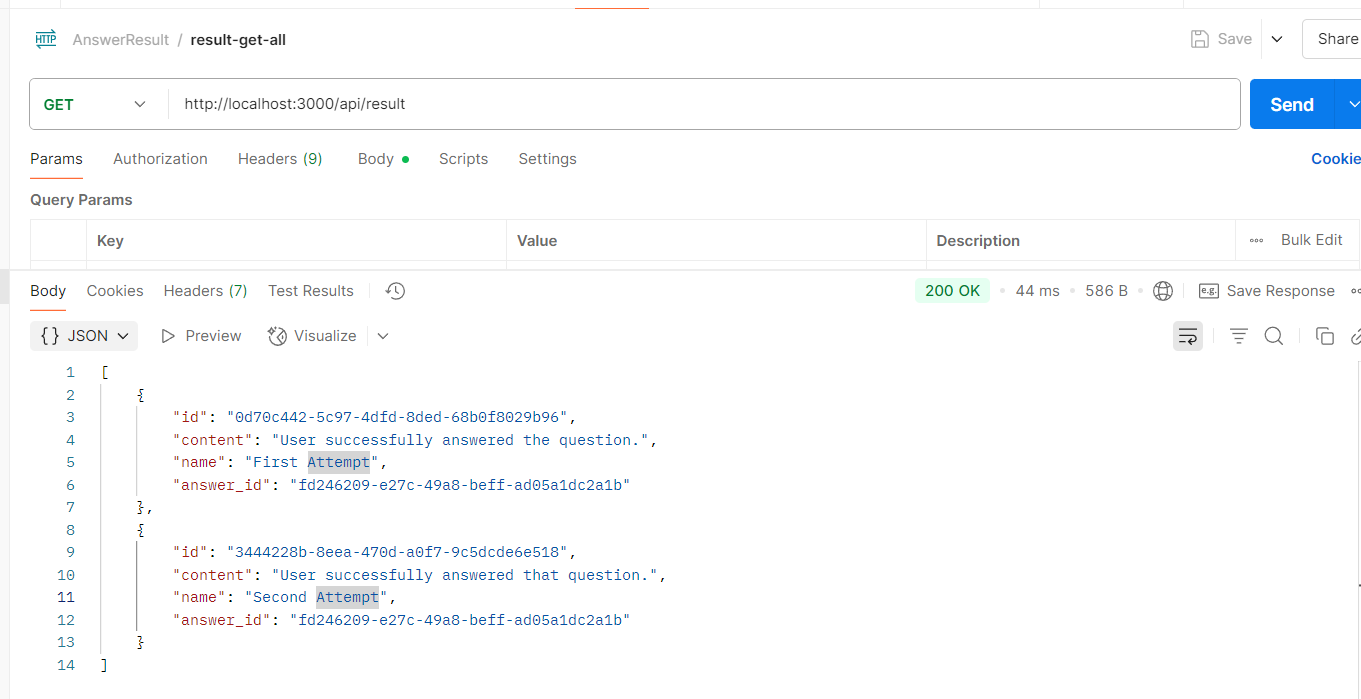 HTTP AnswerResult / result-get-all Save Share
GET http://localhost:3000/api/result Send
Params Authorization Headers (9) Body Scripts Settings Cookie
Query Params
Key Value Description Bulk Edit
Body Cookies Headers (7) Test Results 200 OK 44 ms 586 B e.g. Save Response
{} JSON Preview Visualize
1 [
2 {
3 "id": "0d70c442-5c97-4dfd-8ded-68b0f8029b96",
4 "content": "User successfully answered the question.",
5 "name": "First Attempt",
6 "answer_id": "fd246209-e27c-49a8-beff-ad05a1dc2a1b"
7 },
8 {
9 "id": "3444228b-8eea-470d-a0f7-9c5dcde6e518",
10 "content": "User successfully answered that question.",
11 "name": "Second Attempt",
12 "answer_id": "fd246209-e27c-49a8-beff-ad05a1dc2a1b"
13 }
14 ]